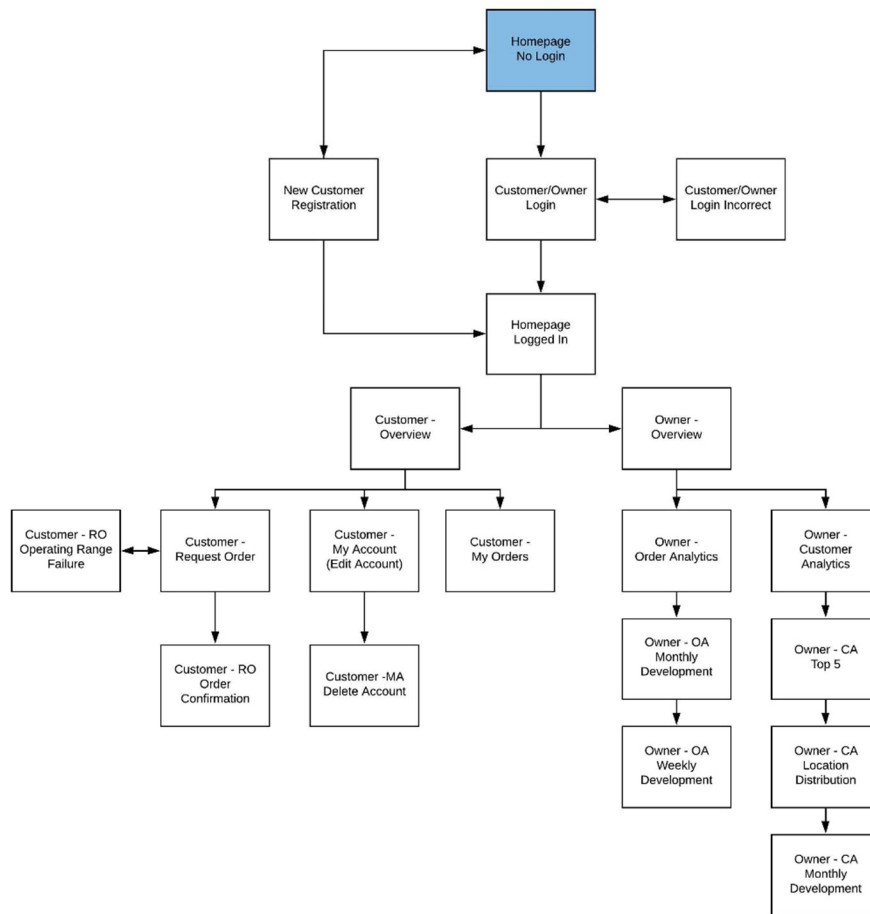 Homepage
No Login
New Customer
Registration
Customer/Owner
Login
Customer/Owner
Login Incorrect
Homepage
Logged In
Customer -
Overview
Owner -
Overview
Customer - RO
Operating Range
Failure
Customer -
Request Order
Customer -
My Account
(Edit Account)
Customer -
My Orders
Owner -
Order Analytics
Owner -
Customer
Analytics
Customer - RO
Order
Confirmation
Customer -MA
Delete Account
Owner - OA
Monthly
Development
Owner - CA
Top 5
Owner - OA
Weekly
Development
Owner - CA
Location
Distribution
Owner - CA
Monthly
Development